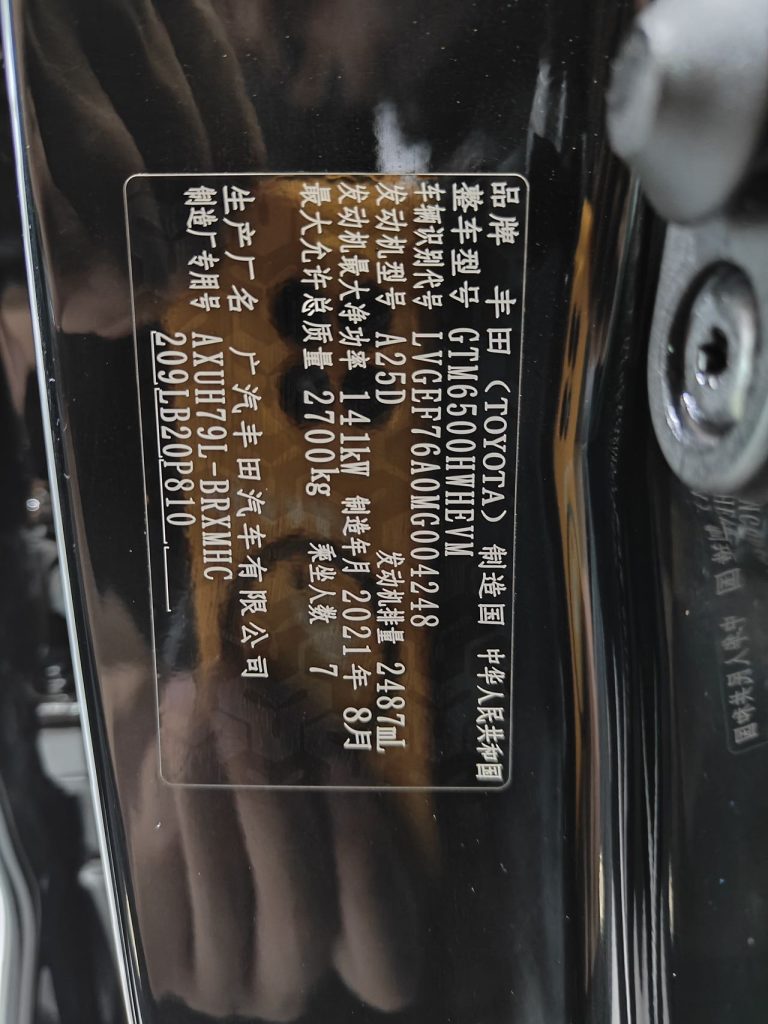 品牌 丰田（TOYOTA） 制造国 中华人民共和国
整车型号 GTM6500HWHEVM
车辆识别代号 LVGEF76A0MG004248
发动机型号 A25D 发动机排量 2487mL
发动机最大净功率 141kW 制造年月 2021年 8月
最大允许总质量 2700kg 乘坐人数 7
生产厂名 广汽丰田汽车有限公司
制造厂专用号 AXUH79L-BRXMHC
209LB20P810